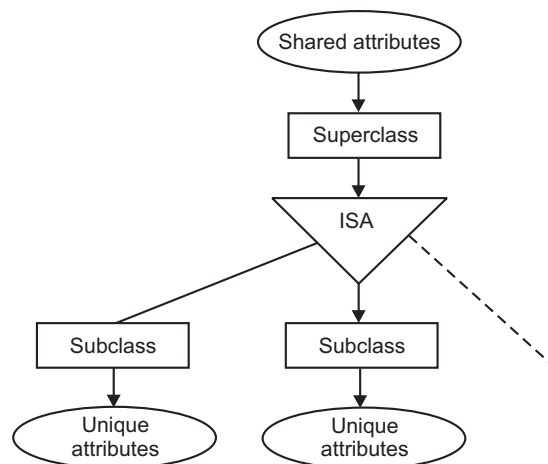 Shared attributes
Superclass
ISA
Subclass
Subclass
Unique
attributes
Unique
attributes